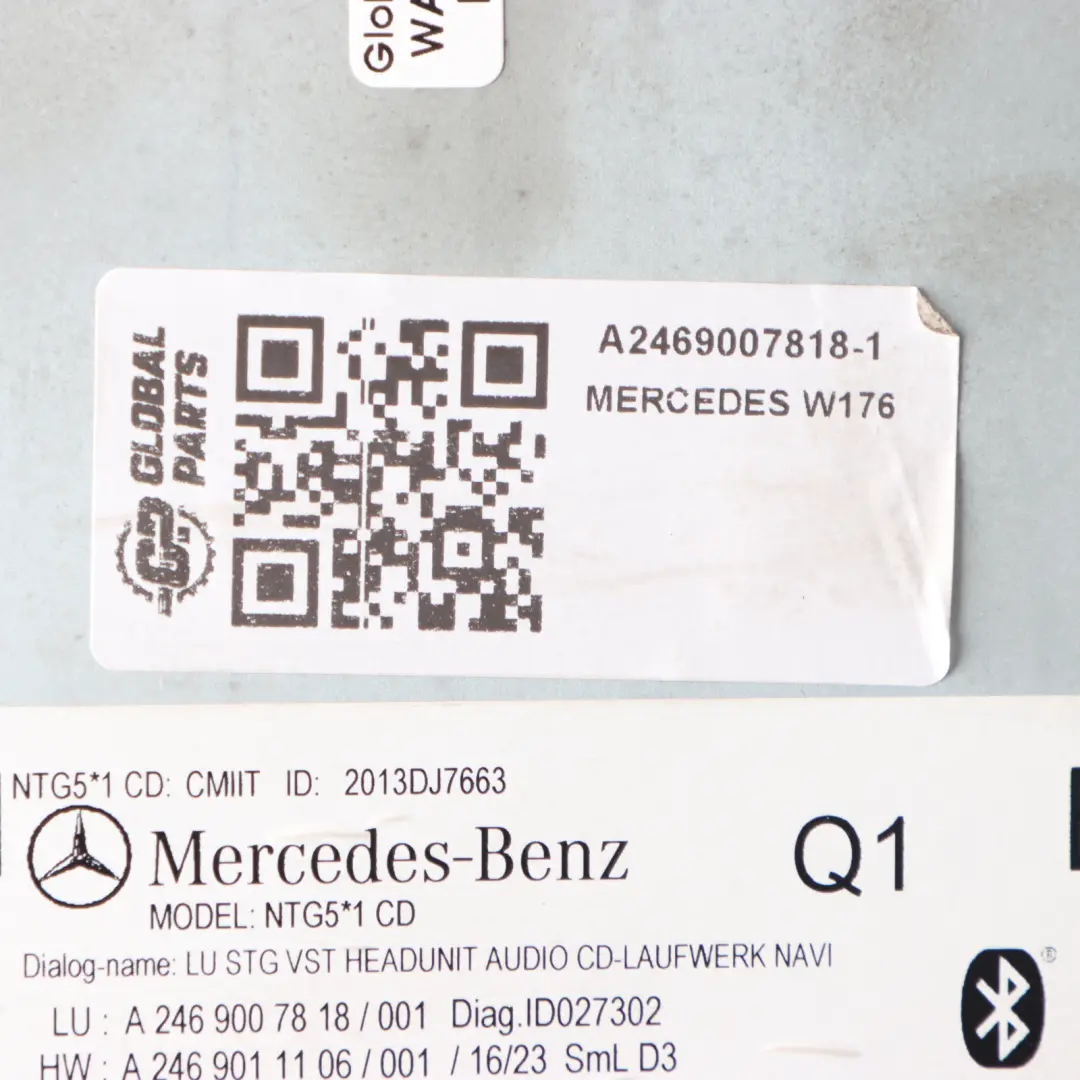 Glo
WA
GLOBAL
PARTS
A2469007818-1
MERCEDES W176
NTG5*1 CD: CMIIT ID: 2013DJ7663
Mercedes-Benz
Q1
MODEL: NTG5*1 CD
Dialog-name: LU STG VST HEADUNIT AUDIO CD-LAUFWERK NAVI
LU : A 246 900 78 18 / 001 Diag.ID027302
HW : A 246 901 11 06 / 001 / 16/23 SmL D3